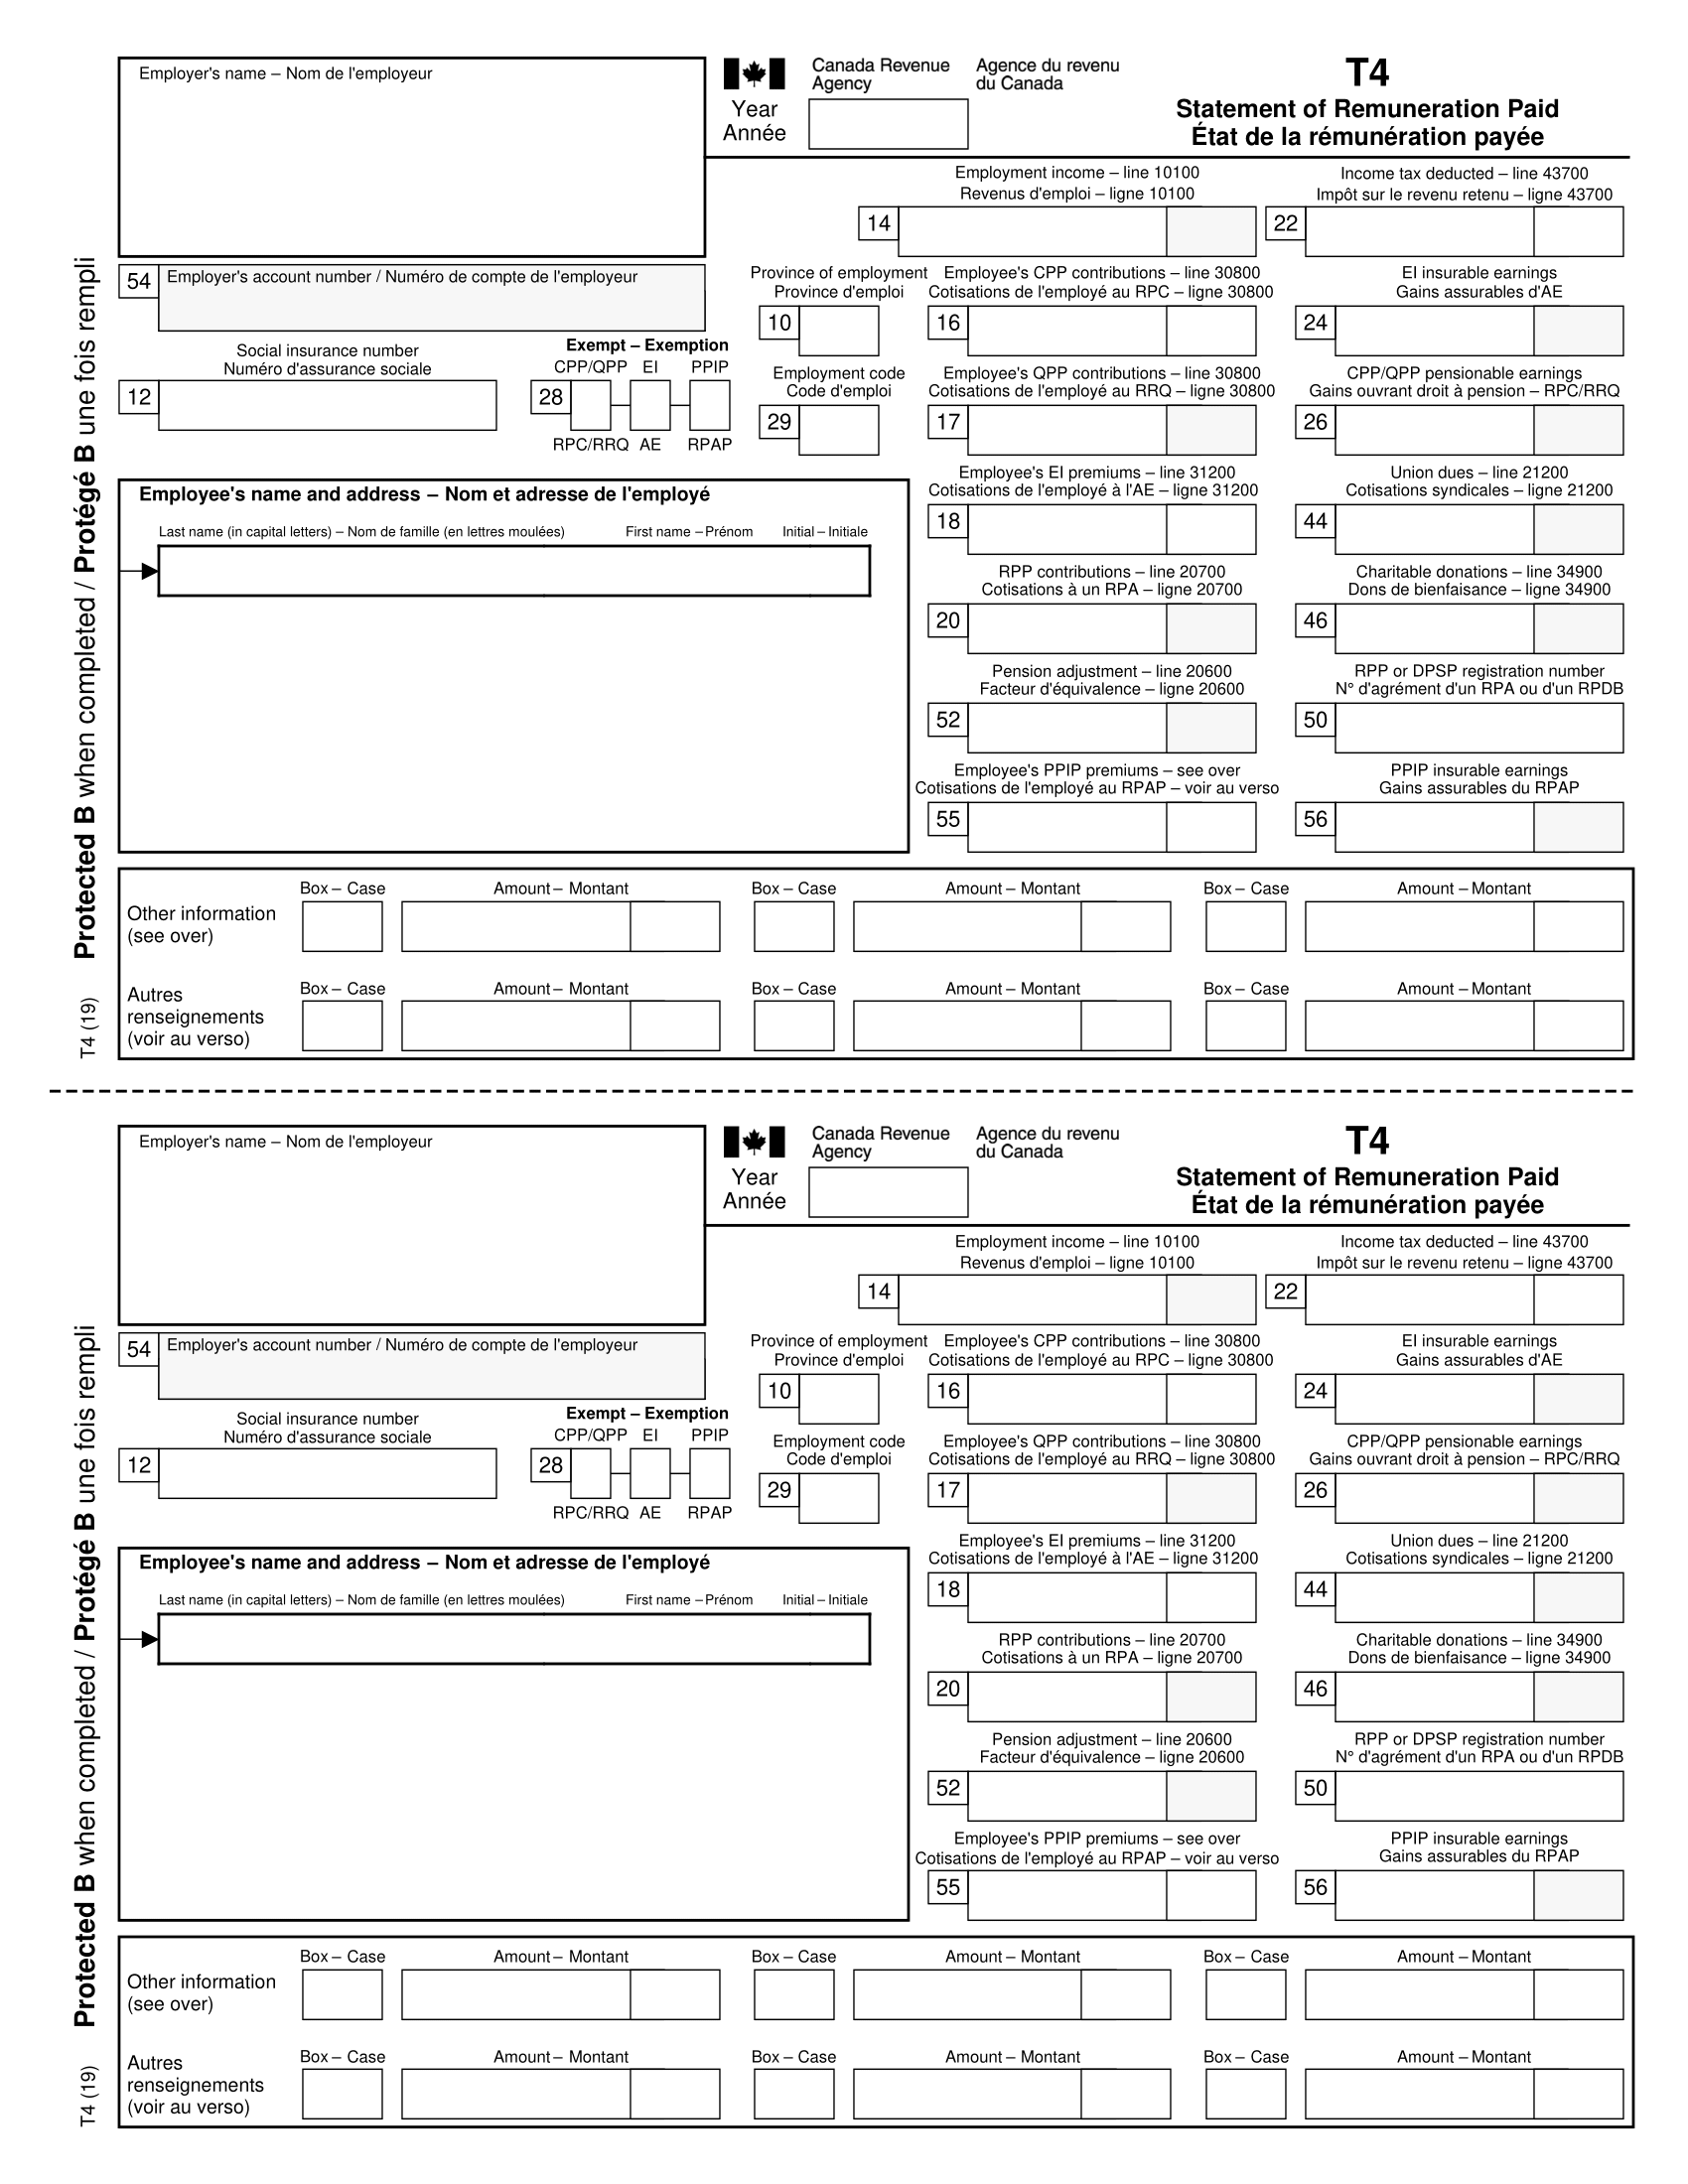 Employer's name – Nom de l'employeur
Canada Revenue Agency
Agence du revenu du Canada
Year
Année
T4
Statement of Remuneration Paid
État de la rémunération payée
Employment income – line 10100
Revenus d'emploi – ligne 10100
14
Income tax deducted – line 43700
Impôt sur le revenu retenu – ligne 43700
22
54 Employer's account number / Numéro de compte de l'employeur
Province of employment
Province d'emploi
10
Employee's CPP contributions – line 30800
Cotisations de l'employé au RPC – ligne 30800
16
EI insurable earnings
Gains assurables d'AE
24
Social insurance number
Numéro d'assurance sociale
12
Exempt – Exemption
CPP/QPP EI PPIP
28
RPC/RRQ AE RPAP
Employment code
Code d'emploi
29
Employee's QPP contributions – line 30800
Cotisations de l'employé au RRQ – ligne 30800
17
CPP/QPP pensionable earnings
Gains ouvrant droit à pension – RPC/RRQ
26
Employee's name and address – Nom et adresse de l'employé
Last name (in capital letters) – Nom de famille (en lettres moulées) First name – Prénom Initial – Initiale
Employee's EI premiums – line 31200
Cotisations de l'employé à l'AE – ligne 31200
18
Union dues – line 21200
Cotisations syndicales – ligne 21200
44
RPP contributions – line 20700
Cotisations à un RPA – ligne 20700
20
Charitable donations – line 34900
Dons de bienfaisance – ligne 34900
46
Pension adjustment – line 20600
Facteur d'équivalence – ligne 20600
52
RPP or DPSP registration number
N° d'agrément d'un RPA ou d'un RPDB
50
Employee's PPIP premiums – see over
Cotisations de l'employé au RPAP – voir au verso
55
PPIP insurable earnings
Gains assurables du RPAP
56
Box – Case Amount – Montant Box – Case Amount – Montant Box – Case Amount – Montant
Other information
(see over)
Box – Case Amount – Montant Box – Case Amount – Montant Box – Case Amount – Montant
Autres
renseignements
(voir au verso)
T4 (19) Protected B when completed / Protégé B une fois rempli
Employer's name – Nom de l'employeur
Canada Revenue Agency
Agence du revenu du Canada
Year
Année
T4
Statement of Remuneration Paid
État de la rémunération payée
Employment income – line 10100
Revenus d'emploi – ligne 10100
14
Income tax deducted – line 43700
Impôt sur le revenu retenu – ligne 43700
22
54 Employer's account number / Numéro de compte de l'employeur
Province of employment
Province d'emploi
10
Employee's CPP contributions – line 30800
Cotisations de l'employé au RPC – ligne 30800
16
EI insurable earnings
Gains assurables d'AE
24
Social insurance number
Numéro d'assurance sociale
12
Exempt – Exemption
CPP/QPP EI PPIP
28
RPC/RRQ AE RPAP
Employment code
Code d'emploi
29
Employee's QPP contributions – line 30800
Cotisations de l'employé au RRQ – ligne 30800
17
CPP/QPP pensionable earnings
Gains ouvrant droit à pension – RPC/RRQ
26
Employee's name and address – Nom et adresse de l'employé
Last name (in capital letters) – Nom de famille (en lettres moulées) First name – Prénom Initial – Initiale
Employee's EI premiums – line 31200
Cotisations de l'employé à l'AE – ligne 31200
18
Union dues – line 21200
Cotisations syndicales – ligne 21200
44
RPP contributions – line 20700
Cotisations à un RPA – ligne 20700
20
Charitable donations – line 34900
Dons de bienfaisance – ligne 34900
46
Pension adjustment – line 20600
Facteur d'équivalence – ligne 20600
52
RPP or DPSP registration number
N° d'agrément d'un RPA ou d'un RPDB
50
Employee's PPIP premiums – see over
Cotisations de l'employé au RPAP – voir au verso
55
PPIP insurable earnings
Gains assurables du RPAP
56
Box – Case Amount – Montant Box – Case Amount – Montant Box – Case Amount – Montant
Other information
(see over)
Box – Case Amount – Montant Box – Case Amount – Montant Box – Case Amount – Montant
Autres
renseignements
(voir au verso)
T4 (19) Protected B when completed / Protégé B une fois rempli